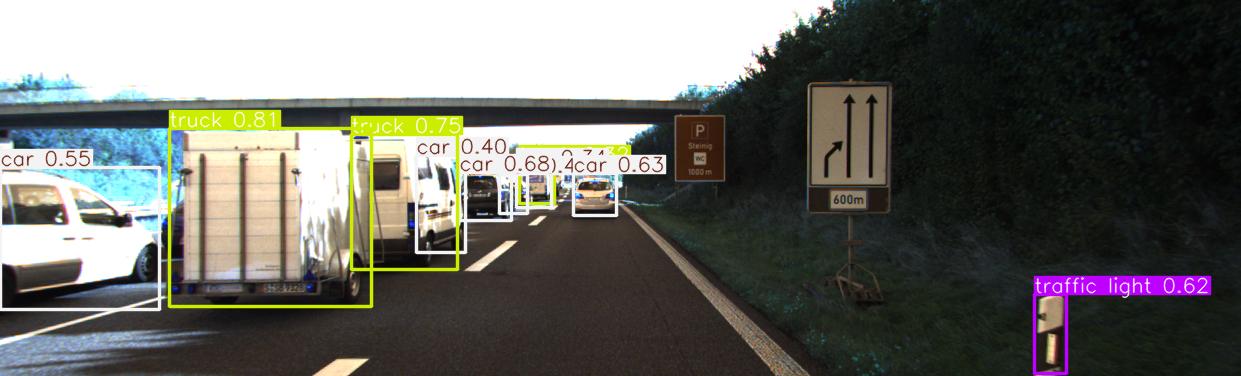 truck 0.81
truck 0.75
car 0.40
car 0.55
car 0.68
car 0.63
P
Steinig
WC
1000 m
600m
traffic light 0.62